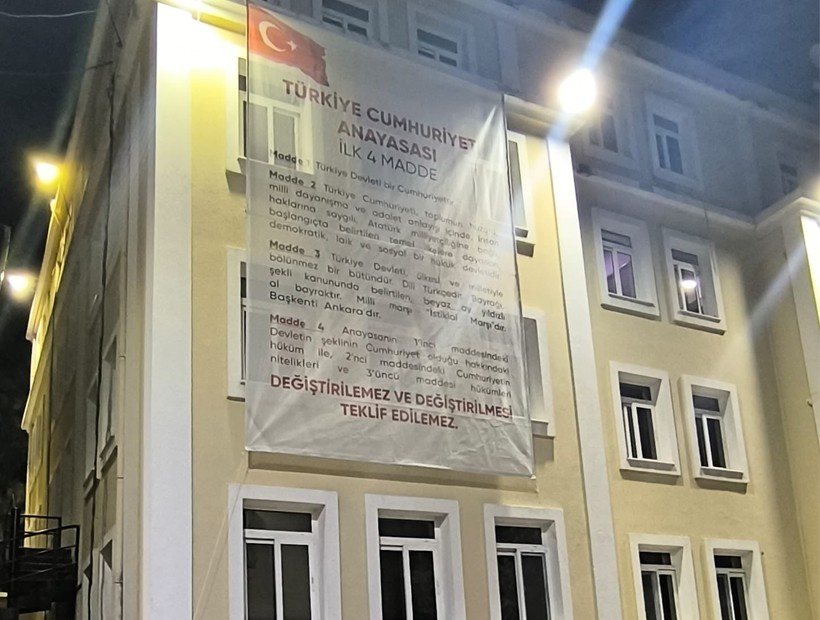 TÜRKİYE CUMHURİYET
ANAYASASI
İLK 4 MADDE
Madde 1 Türkiye Devleti bir Cumhuriyettir.
Madde 2 Türkiye Cumhuriyeti, toplumun
milli dayanışma ve adalet anlayışı içinde, insan
haklarına saygılı, Atatürk milliyetçiliğine bağlı,
başlangıçta belirtilen temel ilkelere dayanan,
demokratik, laik ve sosyal bir hukuk devletidir.
Madde 3 Türkiye Devleti, ülkesi ve milletiyle
bölünmez bir bütündür. Dili Türkçedir. Bayrağı,
şekli kanununda belirtilen, beyaz ay yıldızlı
al bayraktır. Milli marşı "İstiklal Marşı"dır.
Başkenti Ankara'dır.
Madde 4 Anayasanın 1'inci maddesindeki
Devletin şeklinin Cumhuriyet olduğu hakkındaki
hüküm ile, 2'nci maddesindeki Cumhuriyetin
nitelikleri ve 3'üncü maddesi hükümleri
DEĞİŞTİRİLEMEZ VE DEĞİŞTİRİLMESİ
TEKLİF EDİLEMEZ.